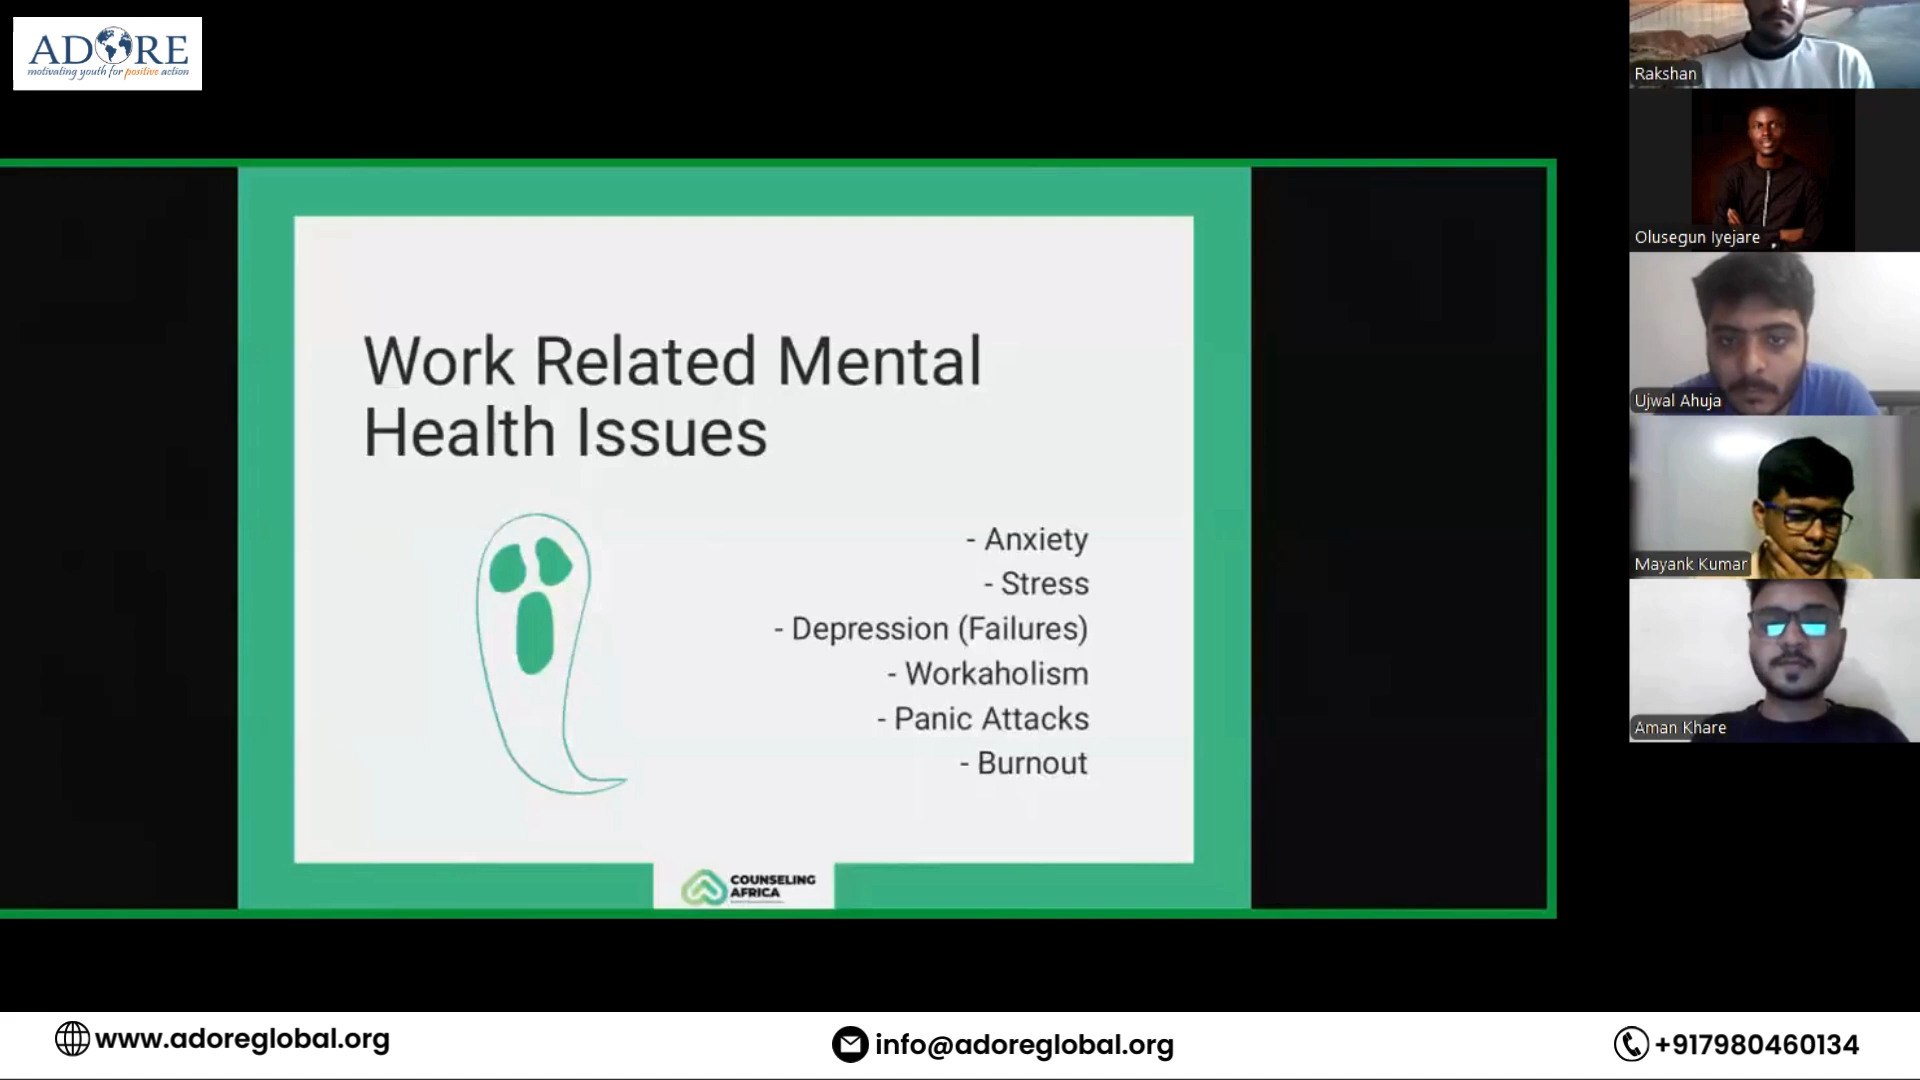 ADORE
motivating youth for positive action
Work Related Mental
Health Issues
- Anxiety
- Stress
- Depression (Failures)
- Workaholism
- Panic Attacks
- Burnout
COUNSELING
AFRICA
Rakshan
Olusegun Iyejare
Ujwal Ahuja
Mayank Kumar
Aman Khare
www.adoreglobal.org
info@adoreglobal.org
+917980460134